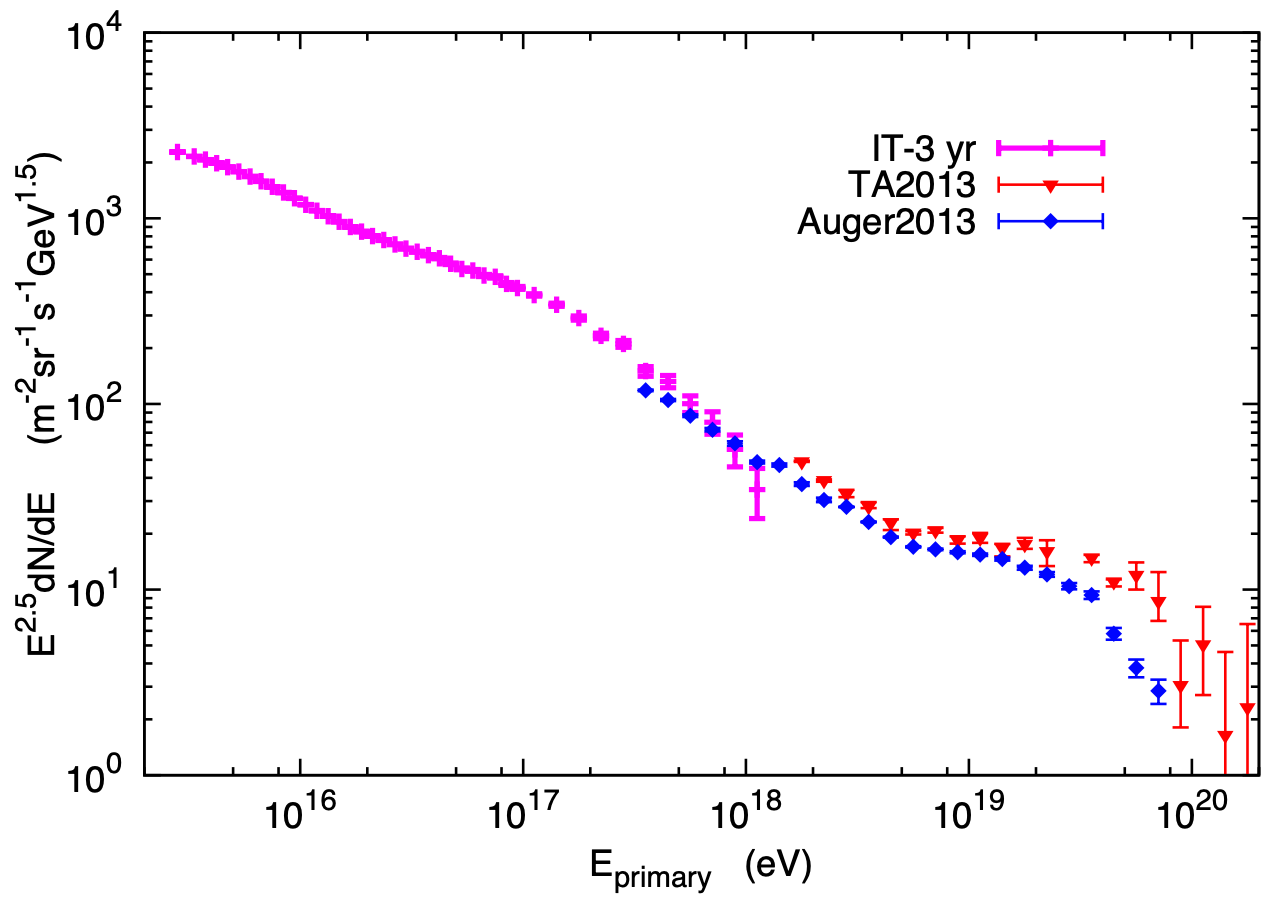 10^4
10^3
10^2
10^1
10^0
E^2.5dN/dE (m^-2sr^-1s^-1GeV^1.5)
IT-3 yr
TA2013
Auger2013
10^16 10^17 10^18 10^19 10^20
E_primary (eV)